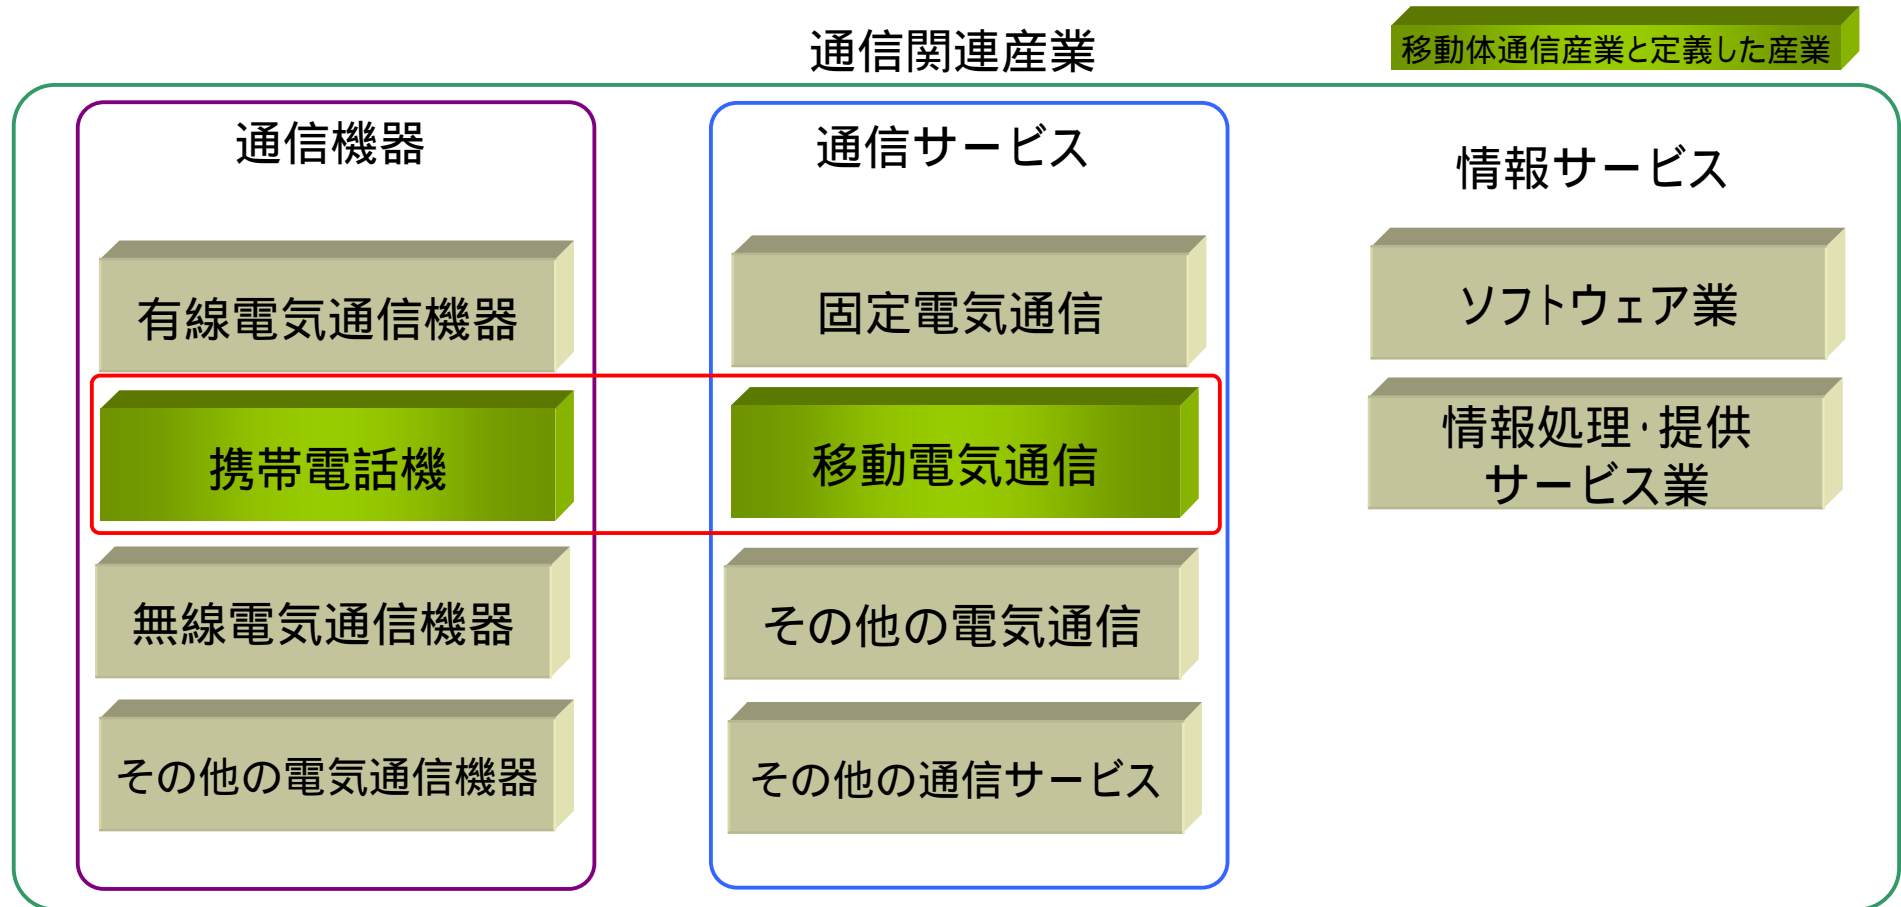 通信関連産業
移動体通信産業と定義した産業
通信機器
有線電気通信機器
携帯電話機
無線電気通信機器
その他の電気通信機器
通信サービス
固定電気通信
移動電気通信
その他の電気通信
その他の通信サービス
情報サービス
ソフトウェア業
情報処理・提供
サービス業